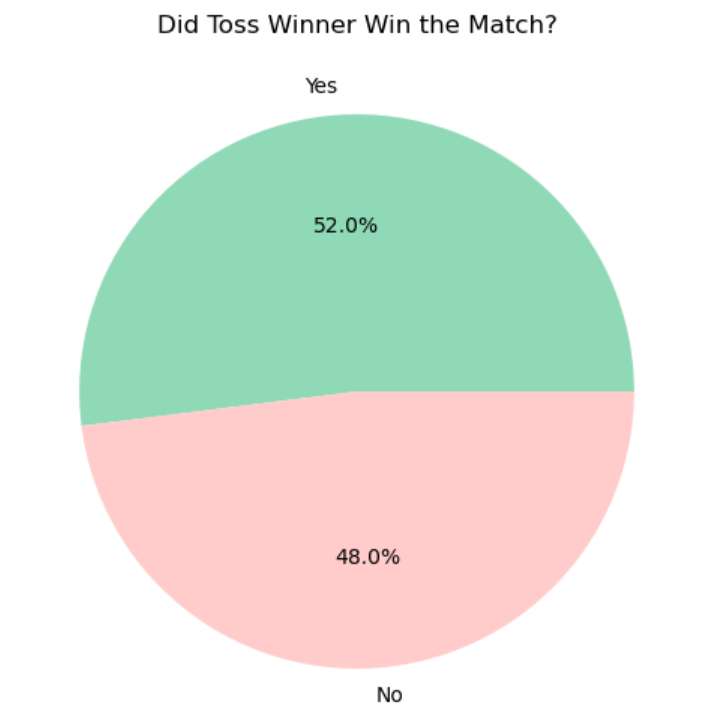 Did Toss Winner Win the Match?
Yes
52.0%
48.0%
No